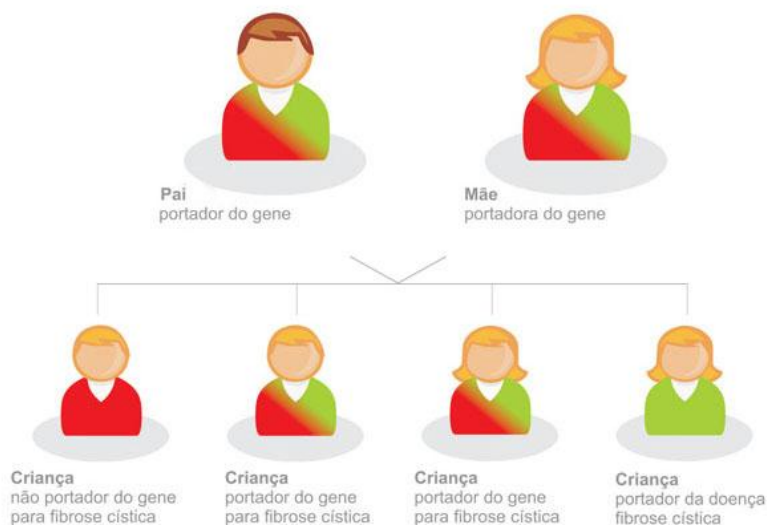 Pai
portador do gene
Mãe
portadora do gene
Criança
não portador do gene
para fibrose cística
Criança
portador do gene
para fibrose cística
Criança
portador do gene
para fibrose cística
Criança
portador da doença
fibrose cística